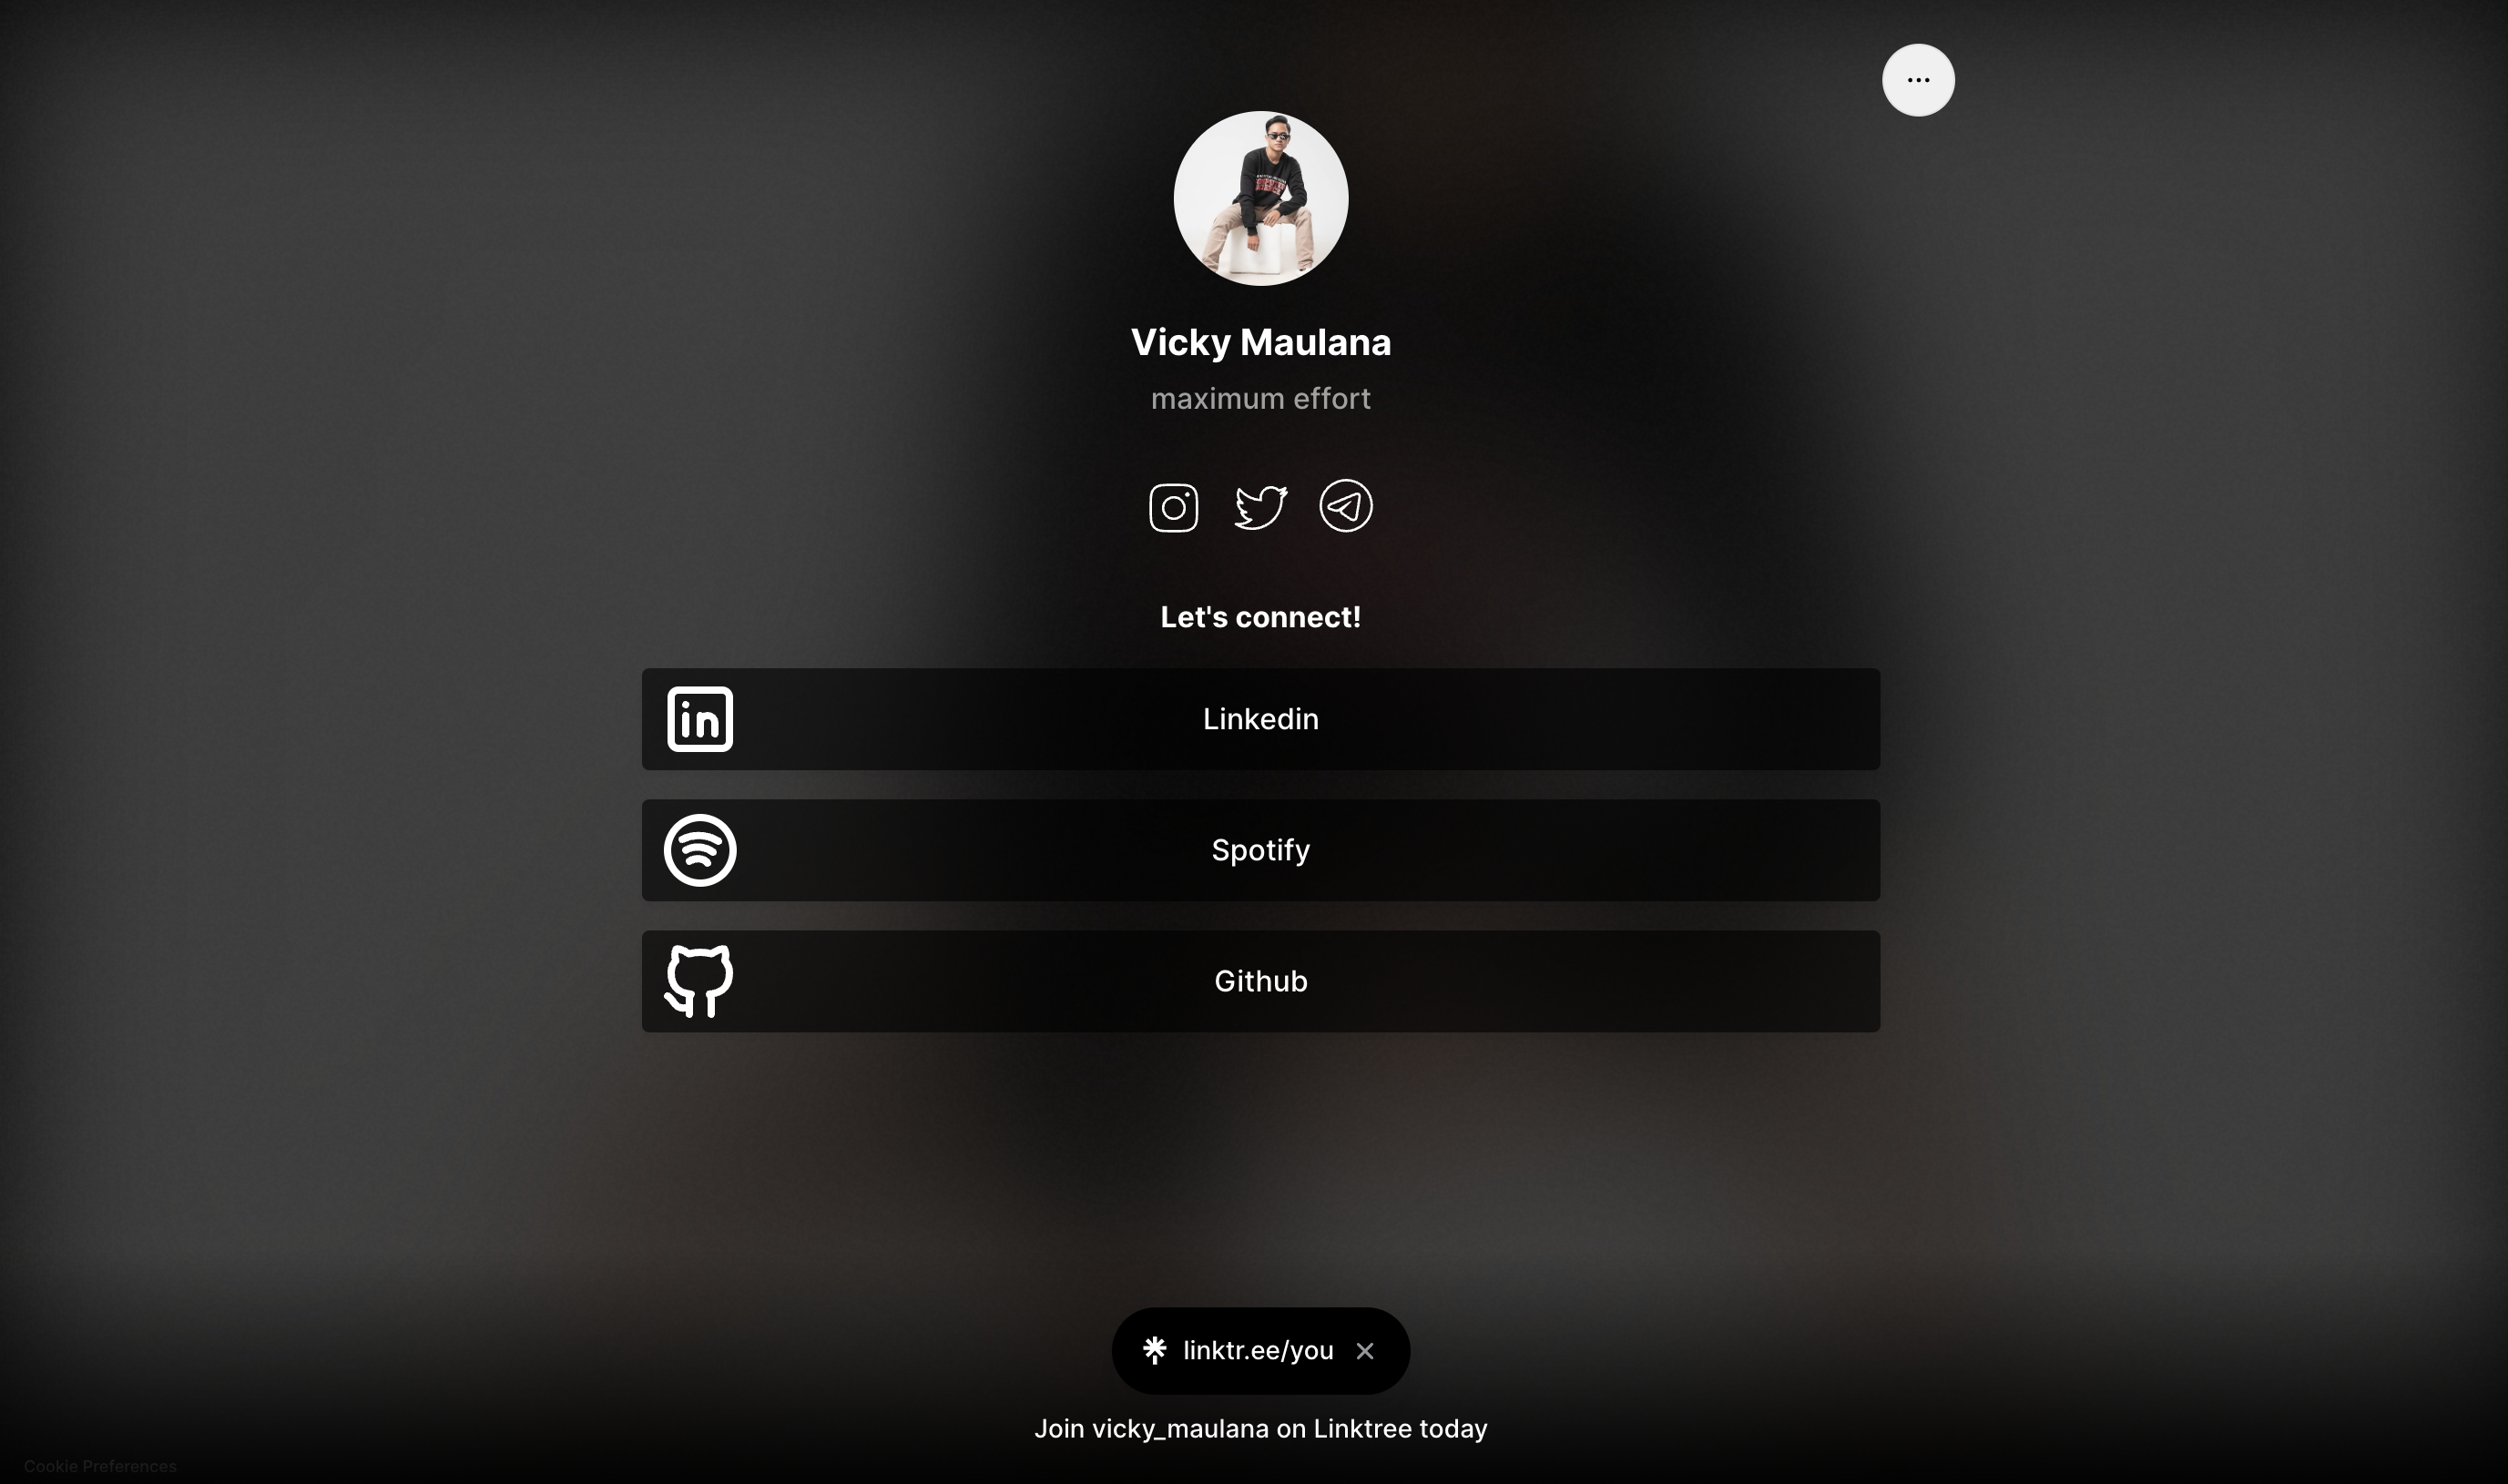 Vicky Maulana
maximum effort
Let's connect!
Linkedin
Spotify
Github
linktr.ee/you
Join vicky_maulana on Linktree today
Cookie Preferences